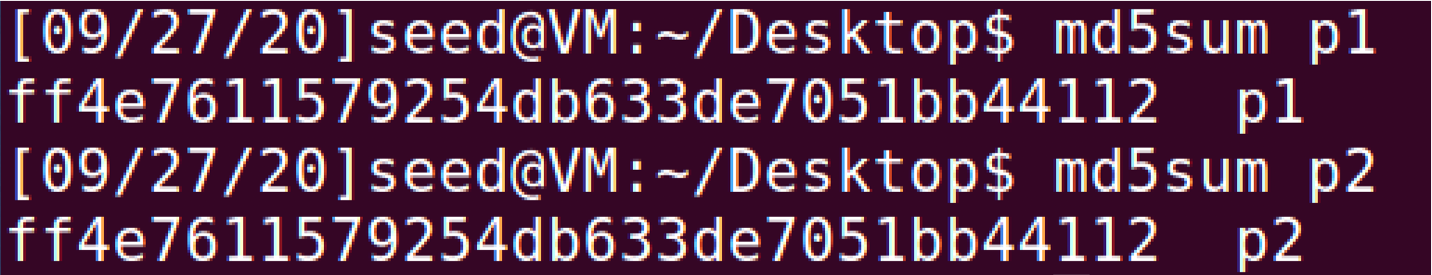 [09/27/20]seed@VM:~/Desktop$ md5sum p1
ff4e7611579254db633de7051bb44112  p1
[09/27/20]seed@VM:~/Desktop$ md5sum p2
ff4e7611579254db633de7051bb44112  p2